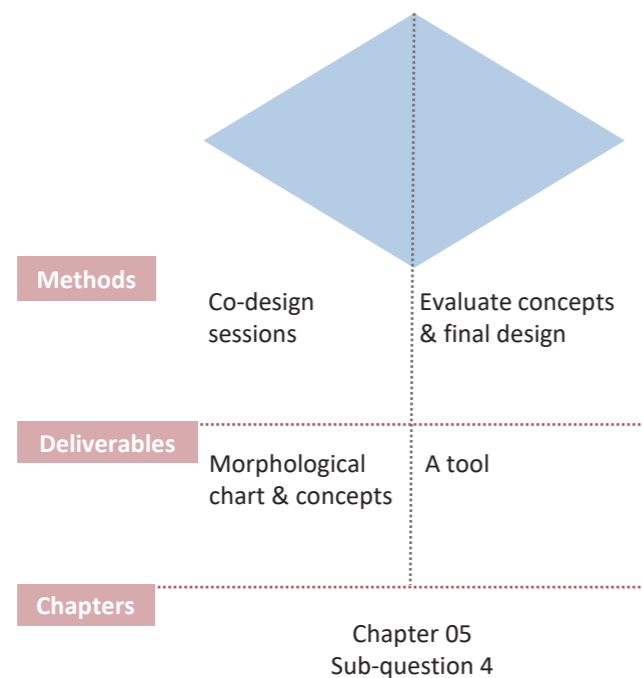 Methods
Co-design
sessions
Evaluate concepts
& final design
Deliverables
Morphological
chart & concepts
A tool
Chapters
Chapter 05
Sub-question 4